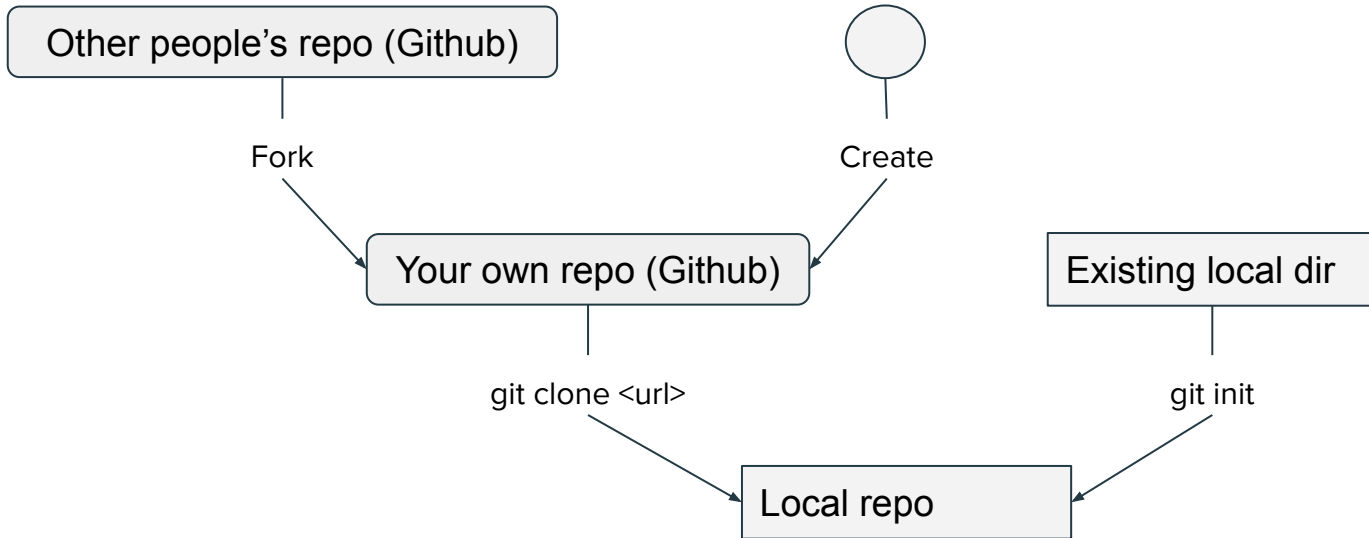 Other people’s repo (Github)
Fork
Create
Your own repo (Github)
Existing local dir
git clone <url>
git init
Local repo